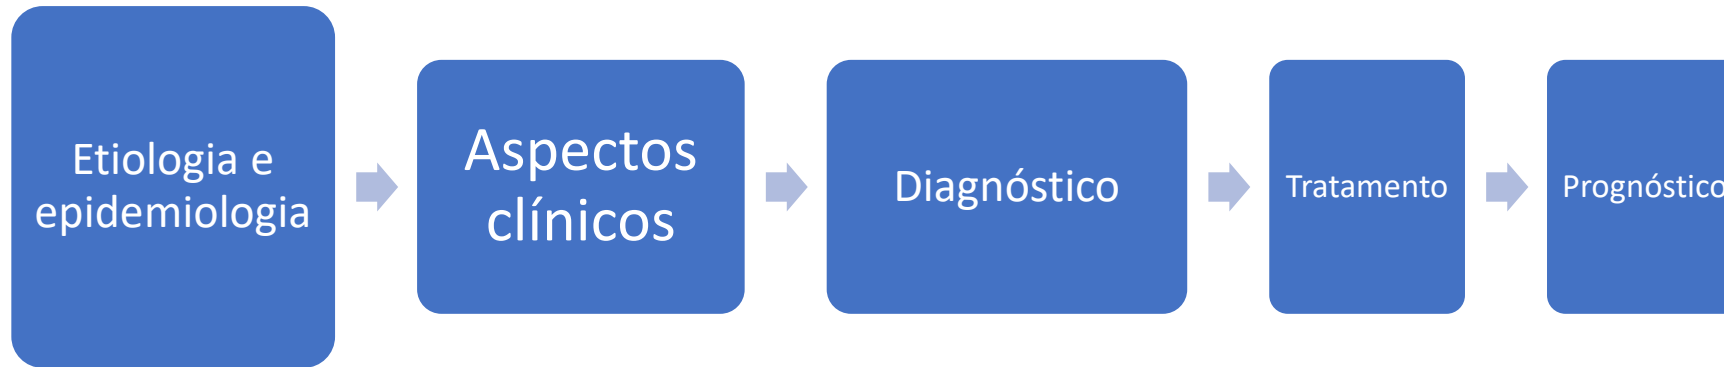 Etiologia e
epidemiologia
Aspectos
clínicos
Diagnóstico
Tratamento
Prognóstico